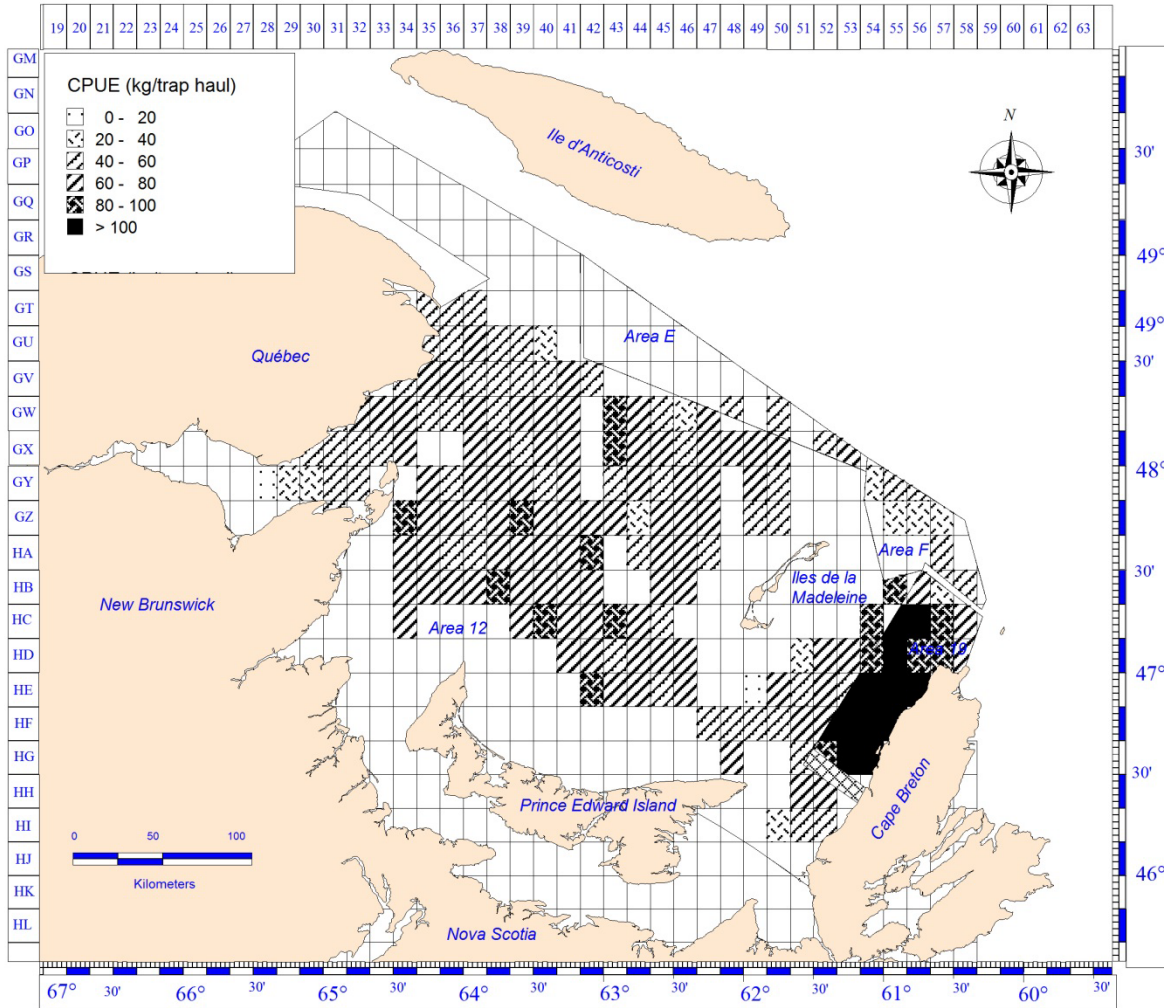 19 20 21 22 23 24 25 26 27 28 29 30 31 32 33 34 35 36 37 38 39 40 41 42 43 44 45 46 47 48 49 50 51 52 53 54 55 56 57 58 59 60 61 62 63
GM
GN
GO
GP
GQ
GR
GS
GT
GU
GV
GW
GX
GY
GZ
HA
HB
HC
HD
HE
HF
HG
HH
HI
HJ
HK
HL
CPUE (kg/trap haul)
0 - 20
20 - 40
40 - 60
60 - 80
80 - 100
> 100
Ile d'Anticosti
N
Québec
Area E
New Brunswick
Area F
Iles de la
Madeleine
Area 12
Area 19
Prince Edward Island
Cape Breton
Nova Scotia
0 50 100
Kilometers
30'
49°
49°
30'
48°
30'
47°
30'
46°
67° 30' 66° 30' 65° 30' 64° 30' 63° 30' 62° 30' 61° 30' 60°